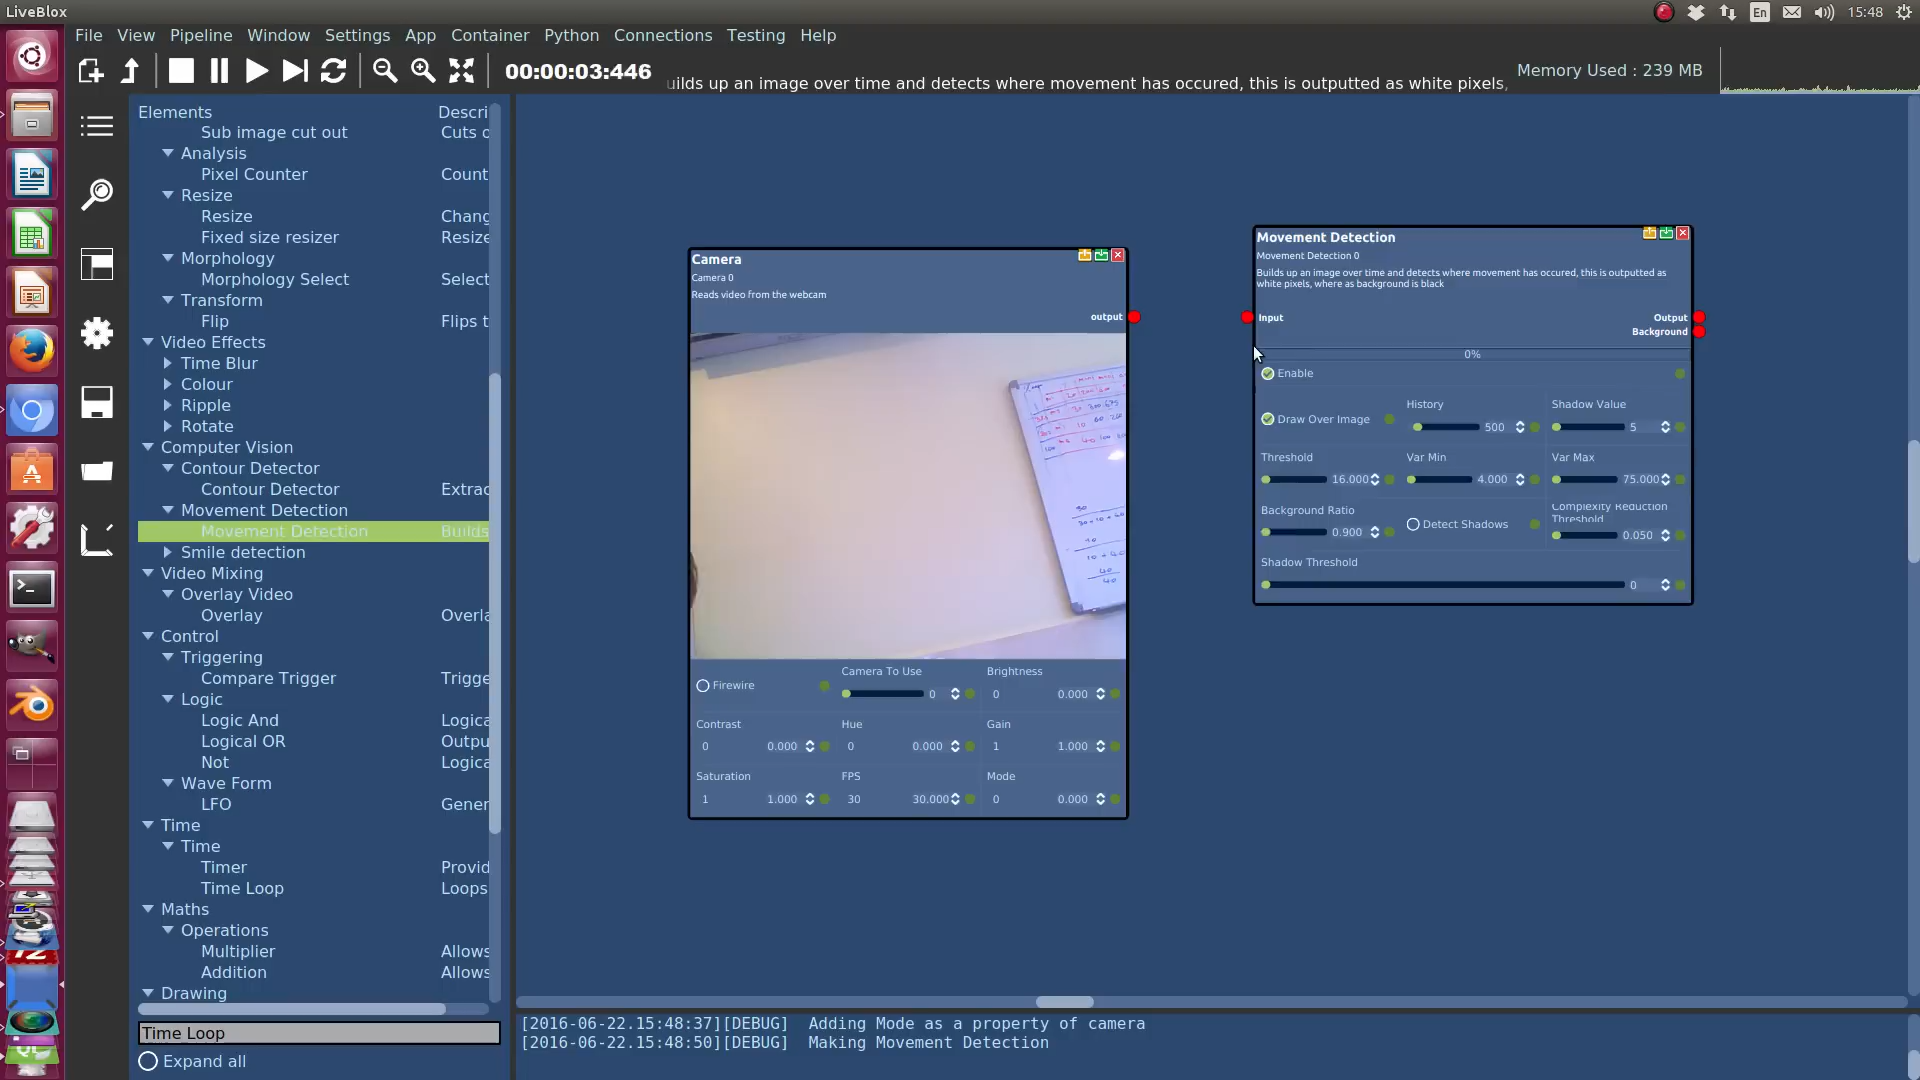 LiveBlox
En
15:48
File View Pipeline Window Settings App Container Python Connections Testing Help
00:00:03:446
uilds up an image over time and detects where movement has occured, this is outputted as white pixels,
Memory Used : 239 MB
Elements Descri
Sub image cut out Cuts o
Analysis
Pixel Counter Count
Resize
Resize Chang
Fixed size resizer Resize
Morphology
Morphology Select Select
Transform
Flip Flips t
Video Effects
Time Blur
Colour
Ripple
Rotate
Computer Vision
Contour Detector
Contour Detector Extrac
Movement Detection
Movement Detection Builds
Smile detection
Video Mixing
Overlay Video
Overlay Overla
Control
Triggering
Compare Trigger Trigge
Logic
Logic And Logica
Logical OR Outpu
Not Logica
Wave Form
LFO Gener
Time
Time
Timer Provid
Time Loop Loops
Maths
Operations
Multiplier Allows
Addition Allows
Drawing
Time Loop
Expand all
Camera
Camera 0
Reads video from the webcam
output
Firewire
Camera To Use
0
Brightness
0 0.000
Contrast
0 0.000
Hue
0 0.000
Gain
1 1.000
Saturation
1 1.000
FPS
30 30.000
Mode
0 0.000
Movement Detection
Movement Detection 0
Builds up an image over time and detects where movement has occured, this is outputted as
white pixels, where as background is black
Input
Output
Background
0%
Enable
Draw Over Image
History
500
Shadow Value
5
Threshold
16.000
Var Min
4.000
Var Max
75.000
Background Ratio
0.900
Detect Shadows
Complexity Reduction
Threshold
0.050
Shadow Threshold
0
[2016-06-22.15:48:37][DEBUG] Adding Mode as a property of camera
[2016-06-22.15:48:50][DEBUG] Making Movement Detection